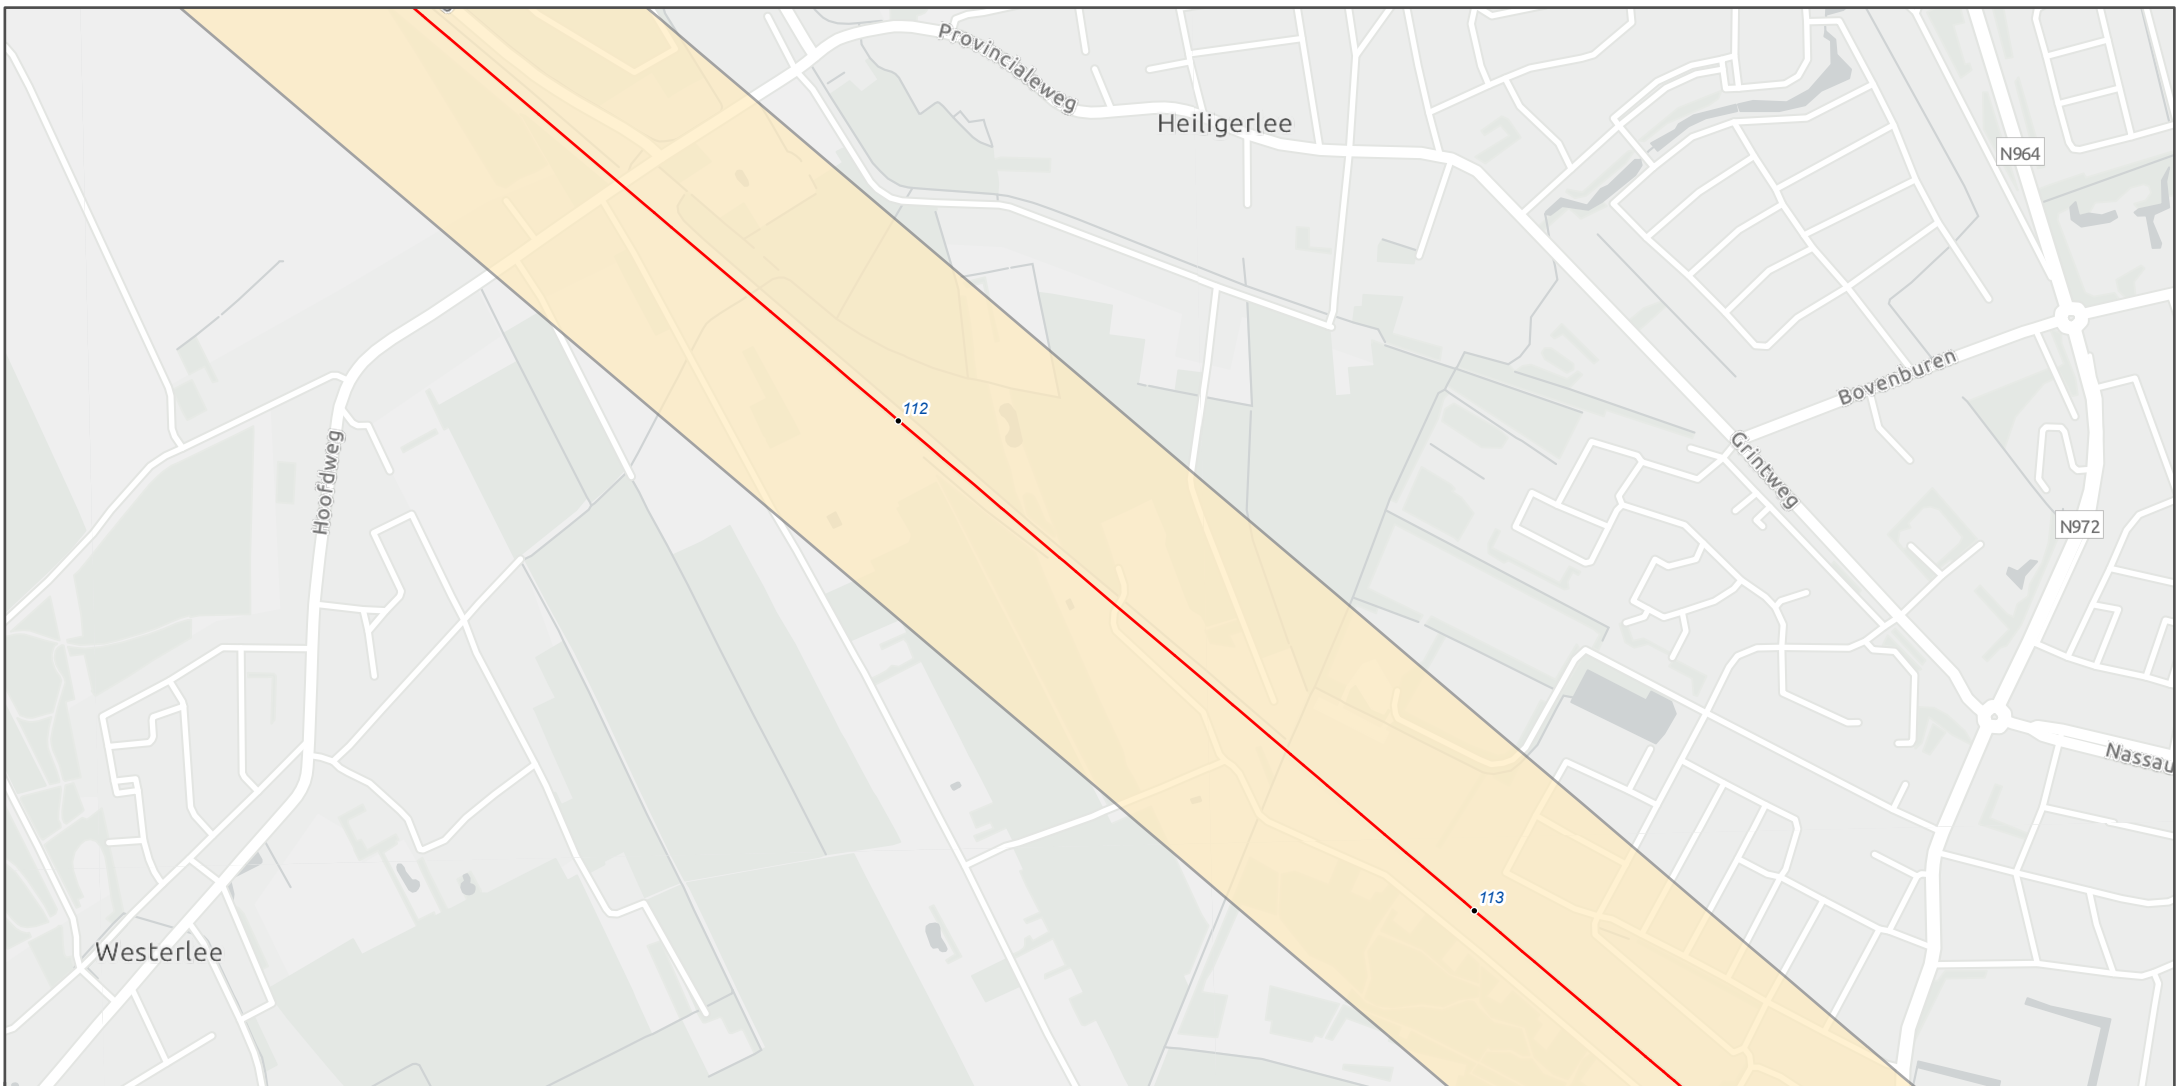 Provincialeweg
Heiligerlee
N964
Bovenburen
112
Hoofdweg
Grintweg
N972
Nassau
113
Westerlee